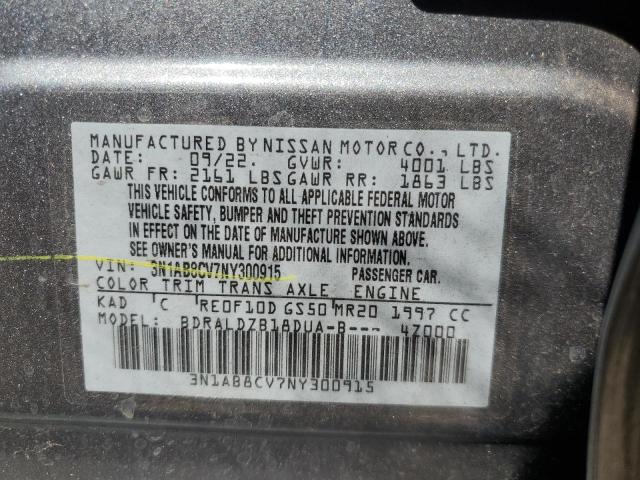 MANUFACTURED BY NISSAN MOTOR CO., LTD.
DATE: 09/22. GVWR: 4001 LBS
GAWR FR: 2161 LBS GAWR RR: 1863 LBS
THIS VEHICLE CONFORMS TO ALL APPLICABLE FEDERAL MOTOR
VEHICLE SAFETY, BUMPER AND THEFT PREVENTION STANDARDS
IN EFFECT ON THE DATE OF MANUFACTURE SHOWN ABOVE.
SEE OWNER'S MANUAL FOR ADDITIONAL INFORMATION.
VIN: 3N1AB8CV7NY300915 PASSENGER CAR.
COLOR TRIM TRANS AXLE ENGINE
KAD 'C RE0F10D GS50 MR20 1997 CC
MODEL: BDRALDZB18DUA-B--- 4Z000
3N1AB8CV7NY300915